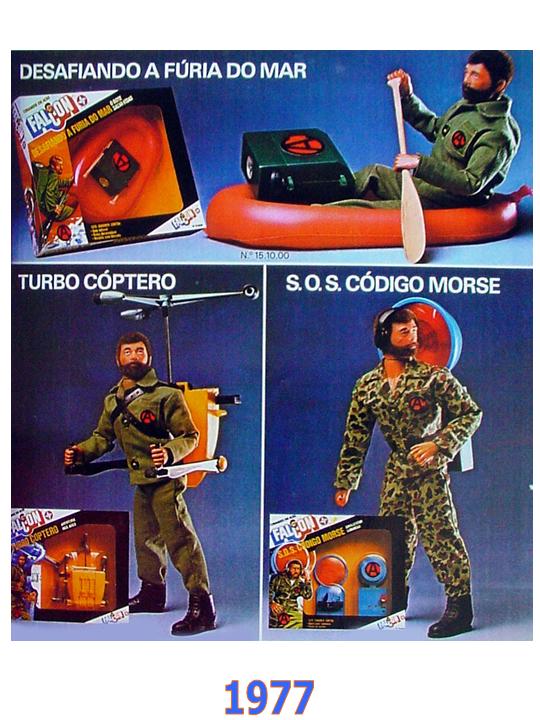 DESAFIANDO A FÚRIA DO MAR
FALCON
DESAFIANDO A FÚRIA DO MAR
N.º 15.10.00
TURBO CÓPTERO
S.O.S. CÓDIGO MORSE
FALCON
TURBO CÓPTERO
FALCON
S.O.S. CÓDIGO MORSE
1977